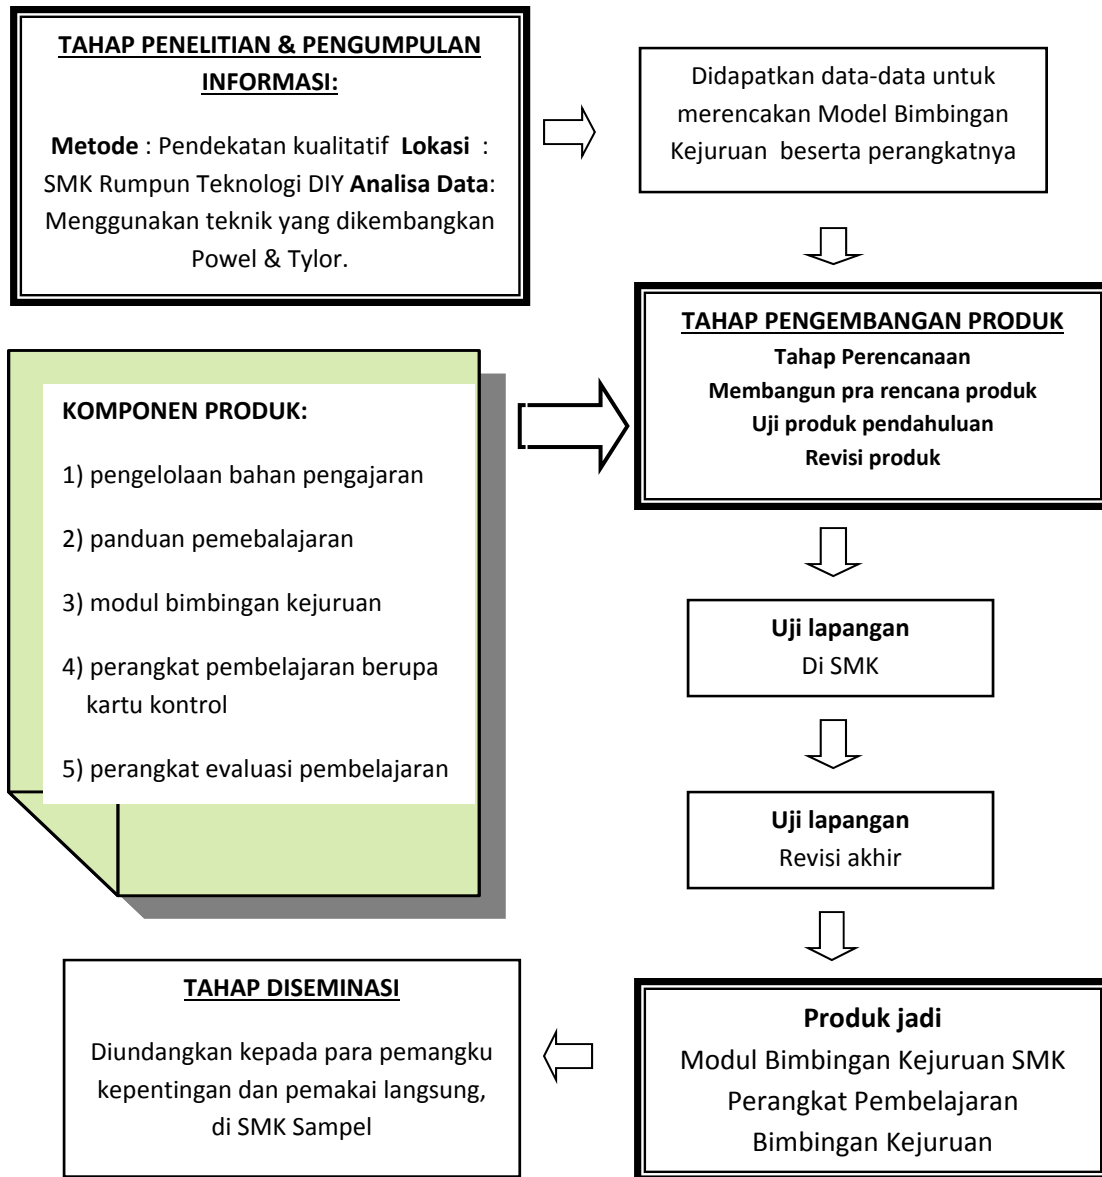 TAHAP PENELITIAN & PENGUMPULAN
INFORMASI:
Metode : Pendekatan kualitatif Lokasi :
SMK Rumpun Teknologi DIY Analisa Data:
Menggunakan teknik yang dikembangkan
Powel & Tylor.
Didapatkan data-data untuk
merencakan Model Bimbingan
Kejuruan beserta perangkatnya
TAHAP PENGEMBANGAN PRODUK
Tahap Perencanaan
Membangun pra rencana produk
Uji produk pendahuluan
Revisi produk
KOMPONEN PRODUK:
1) pengelolaan bahan pengajaran
2) panduan pemebalajaran
3) modul bimbingan kejuruan
4) perangkat pembelajaran berupa
kartu kontrol
5) perangkat evaluasi pembelajaran
Uji lapangan
Di SMK
Uji lapangan
Revisi akhir
Produk jadi
Modul Bimbingan Kejuruan SMK
Perangkat Pembelajaran
Bimbingan Kejuruan
TAHAP DISEMINASI
Diundangkan kepada para pemangku
kepentingan dan pemakai langsung,
di SMK Sampel